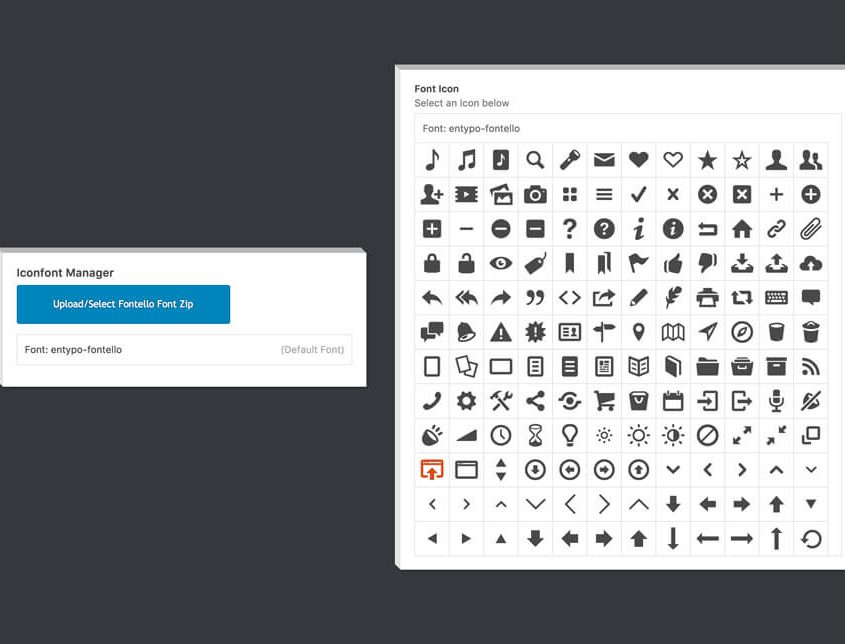 Iconfont Manager
Upload/Select Fontello Font Zip
Font: entypo-fontello (Default Font)
Font Icon
Select an Icon below
Font: entypo-fontello